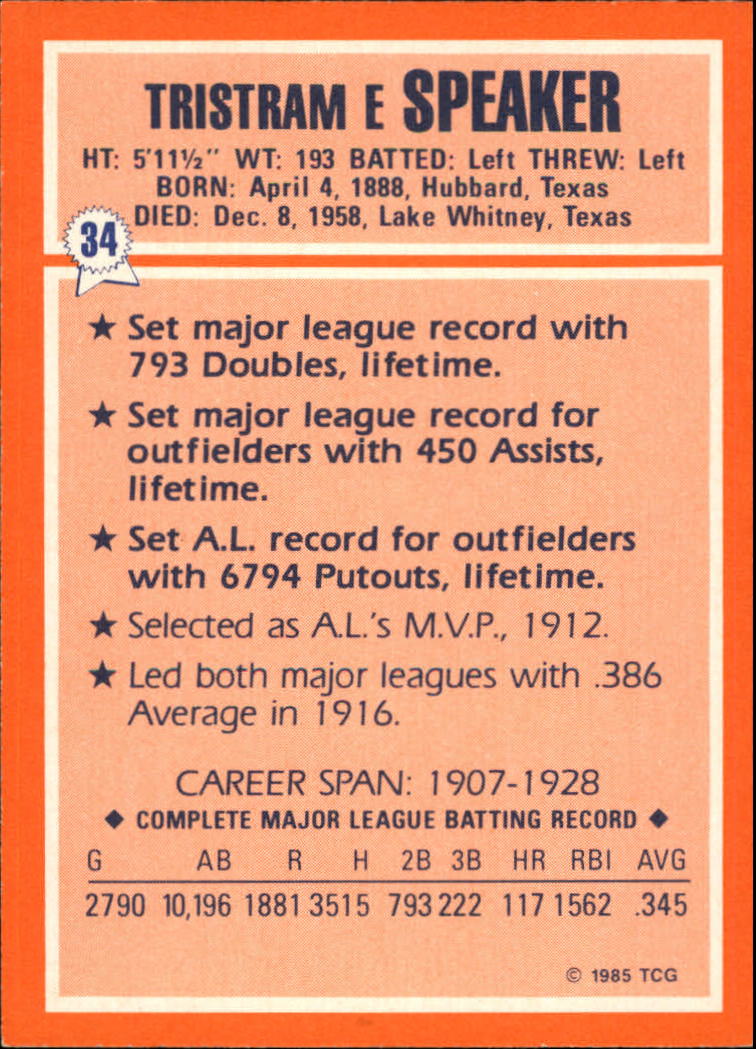 TRISTRAM E SPEAKER
HT: 5'11½" WT: 193 BATTED: Left THREW: Left
BORN: April 4, 1888, Hubbard, Texas
DIED: Dec. 8, 1958, Lake Whitney, Texas
34
★ Set major league record with
793 Doubles, lifetime.
★ Set major league record for
outfielders with 450 Assists,
lifetime.
★ Set A.L. record for outfielders
with 6794 Putouts, lifetime.
★ Selected as A.L.'s M.V.P., 1912.
★ Led both major leagues with .386
Average in 1916.
CAREER SPAN: 1907-1928
◆ COMPLETE MAJOR LEAGUE BATTING RECORD ◆
G AB R H 2B 3B HR RBI AVG
2790 10,196 1881 3515 793 222 117 1562 .345
© 1985 TCG